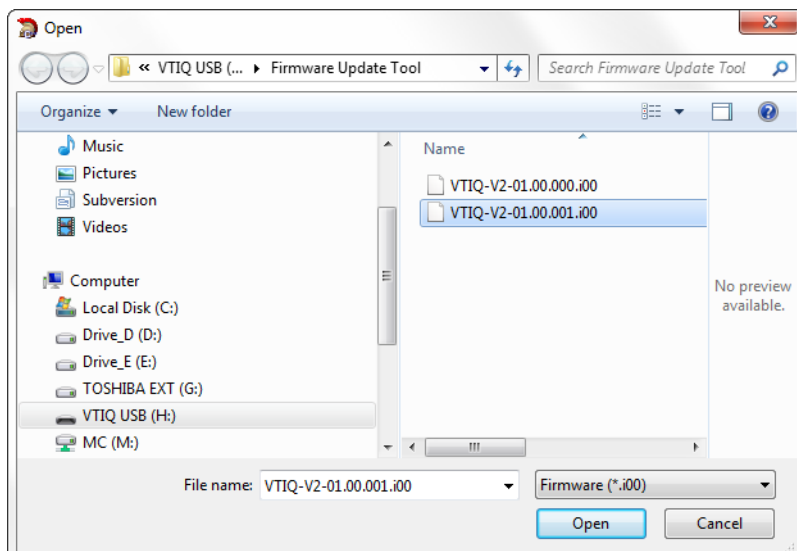 Open
« VTIQ USB (... ▸ Firmware Update Tool
Search Firmware Update Tool
Organize
New folder
Music
Pictures
Subversion
Videos
Computer
Local Disk (C:)
Drive_D (D:)
Drive_E (E:)
TOSHIBA EXT (G:)
VTIQ USB (H:)
MC (M:)
Name
VTIQ-V2-01.00.000.i00
VTIQ-V2-01.00.001.i00
No preview
available.
File name: VTIQ-V2-01.00.001.i00
Firmware (*.i00)
Open
Cancel